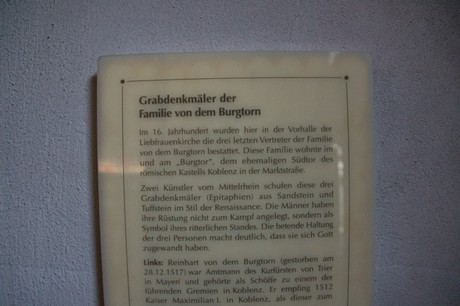 Grabdenkmäler der
Familie von dem Burgtorn
Im 16. Jahrhundert wurden hier in der Vorhalle der
Liebfrauenkirche die drei letzten Vertreter der Familie
von dem Burgtorn bestattet. Diese Familie wohnte im
und am „Burgtor", dem ehemaligen Südtor des
römischen Kastells Koblenz in der Marktstraße.
Zwei Künstler vom Mittelrhein schufen diese drei
Grabdenkmäler (Epitaphien) aus Sandstein und
Tuffstein im Stil der Renaissance. Die Männer haben
ihre Rüstung nicht zum Kampf angelegt, sondern als
Symbol ihres ritterlichen Standes. Die betende Haltung
der drei Personen macht deutlich, dass sie sich Gott
zugewandt haben.
Links: Reinhart von dem Burgtorn (gestorben am
28.12.1517) war Amtmann des Kurfürsten von Trier
in Mayen und gehörte als Schöffe zu einem der
führenden Gremien in Koblenz. Er empfing 1512
Kaiser Maximilian I. in Koblenz, als dieser zum